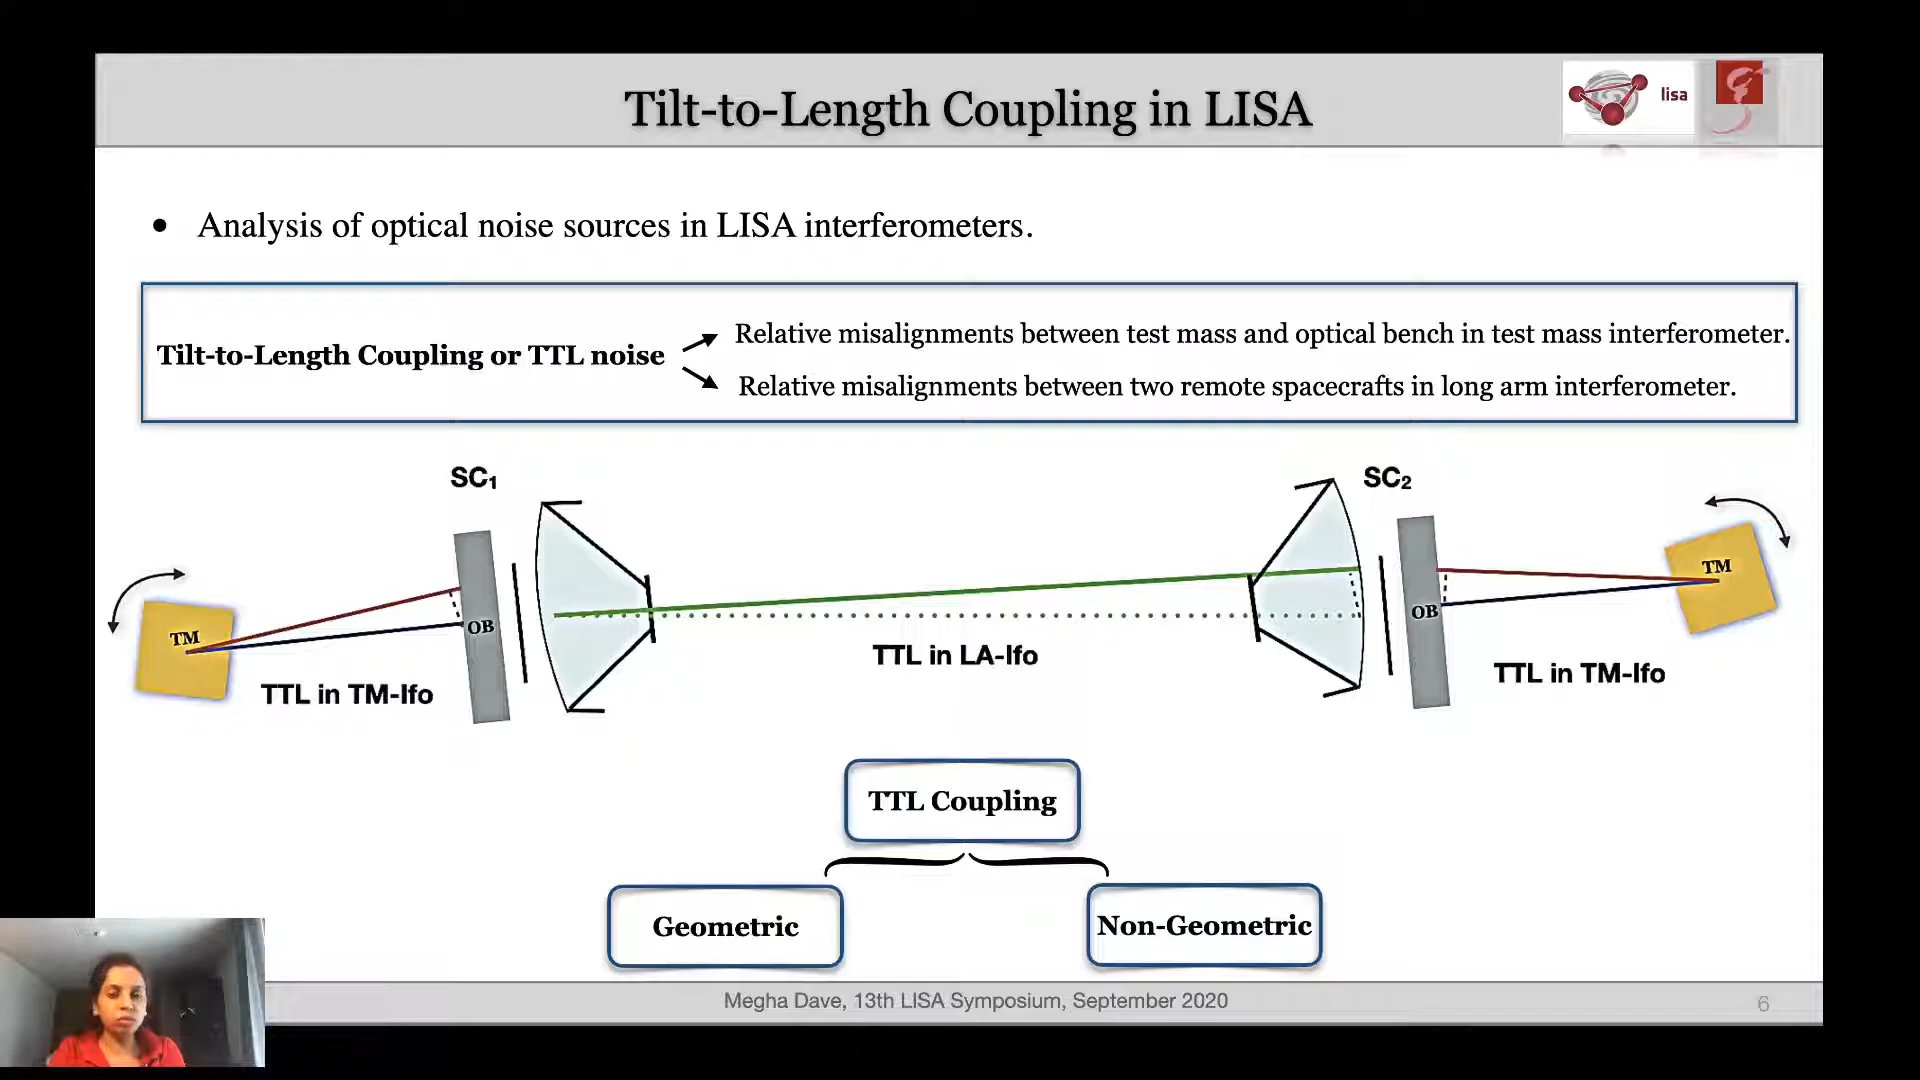 Tilt-to-Length Coupling in LISA
lisa
• Analysis of optical noise sources in LISA interferometers.
Tilt-to-Length Coupling or TTL noise
Relative misalignments between test mass and optical bench in test mass interferometer.
Relative misalignments between two remote spacecrafts in long arm interferometer.
SC₁
SC₂
TM
OB
OB
TM
TTL in TM-Ifo
TTL in LA-Ifo
TTL in TM-Ifo
TTL Coupling
Geometric
Non-Geometric
Megha Dave, 13th LISA Symposium, September 2020
6